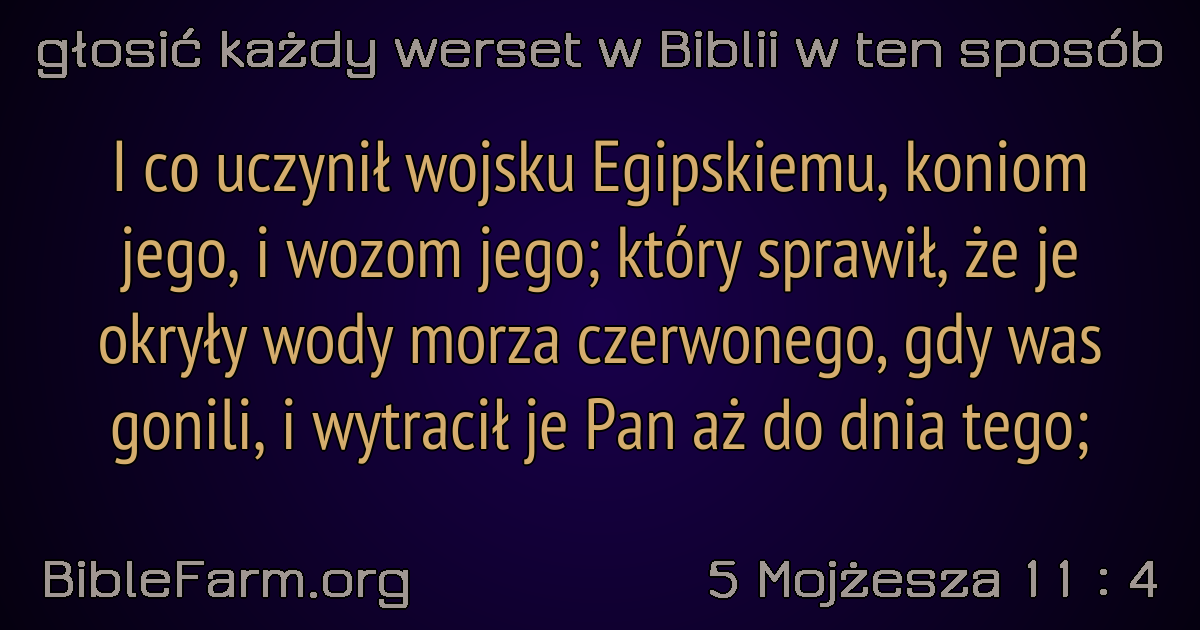 głosić każdy werset w Biblii w ten sposób
I co uczynił wojsku Egipskiemu, koniom
jego, i wozom jego; który sprawił, że je
okryły wody morza czerwonego, gdy was
gonili, i wytracił je Pan aż do dnia tego;
BibleFarm.org
5 Mojżesza 11 : 4